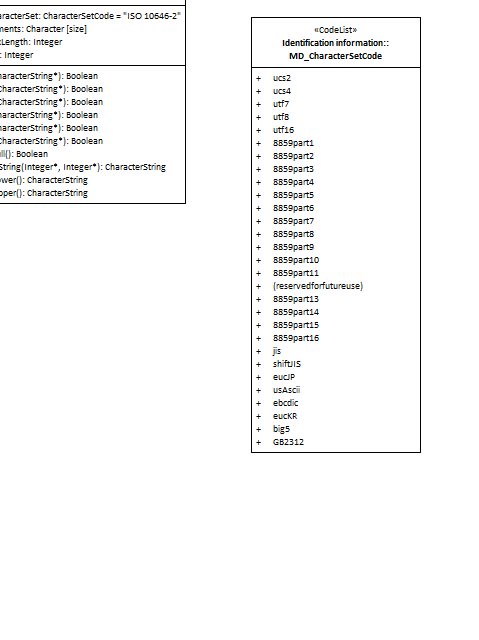 aracterSet: CharacterSetCode = "ISO 10646-2"
ments: Character [size]
Length: Integer
: Integer
aracterString*): Boolean
CharacterString*): Boolean
CharacterString*): Boolean
aracterString*): Boolean
aracterString*): Boolean
CharacterString*): Boolean
ll(): Boolean
String(Integer*, Integer*): CharacterString
wer(): CharacterString
pper(): CharacterString
«CodeList»
Identification information::
MD_CharacterSetCode
+ ucs2
+ ucs4
+ utf7
+ utf8
+ utf16
+ 8859part1
+ 8859part2
+ 8859part3
+ 8859part4
+ 8859part5
+ 8859part6
+ 8859part7
+ 8859part8
+ 8859part9
+ 8859part10
+ 8859part11
+ (reservedforfutureuse)
+ 8859part13
+ 8859part14
+ 8859part15
+ 8859part16
+ jis
+ shiftJIS
+ eucJP
+ usAscii
+ ebcdic
+ eucKR
+ big5
+ GB2312